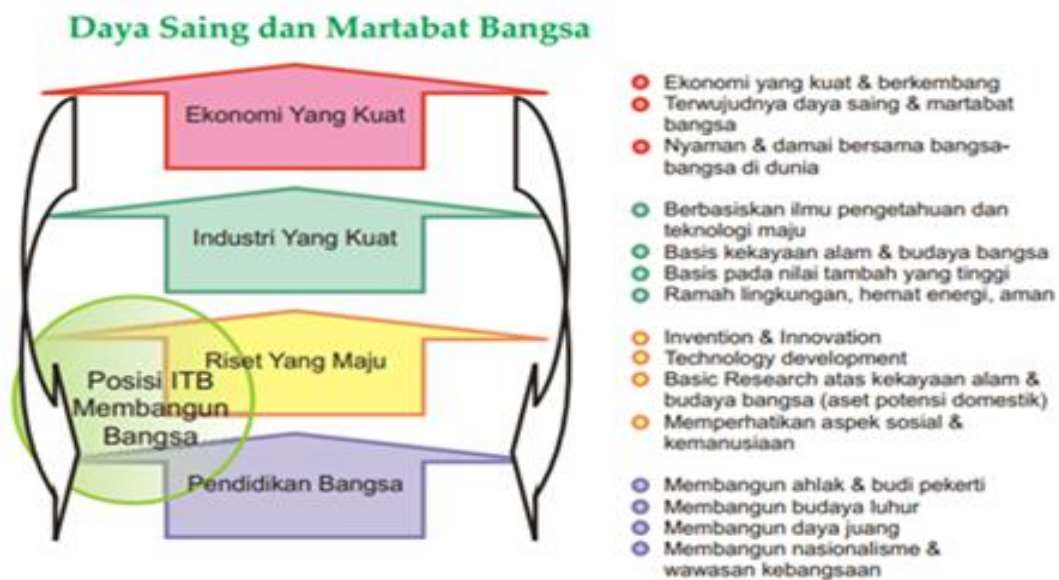 Daya Saing dan Martabat Bangsa
Ekonomi Yang Kuat
Ekonomi yang kuat & berkembang
Terwujudnya daya saing & martabat
bangsa
Nyaman & damai bersama bangsa-
bangsa di dunia
Industri Yang Kuat
Berbasiskan ilmu pengetahuan dan
teknologi maju
Basis kekayaan alam & budaya bangsa
Basis pada nilai tambah yang tinggi
Ramah lingkungan, hemat energi, aman
Riset Yang Maju
Posisi ITB
Membangun
Bangsa
Invention & Innovation
Technology development
Basic Research atas kekayaan alam &
budaya bangsa (aset potensi domestik)
Memperhatikan aspek sosial &
kemanusiaan
Pendidikan Bangsa
Membangun ahlak & budi pekerti
Membangun budaya luhur
Membangun daya juang
Membangun nasionalisme &
wawasan kebangsaan